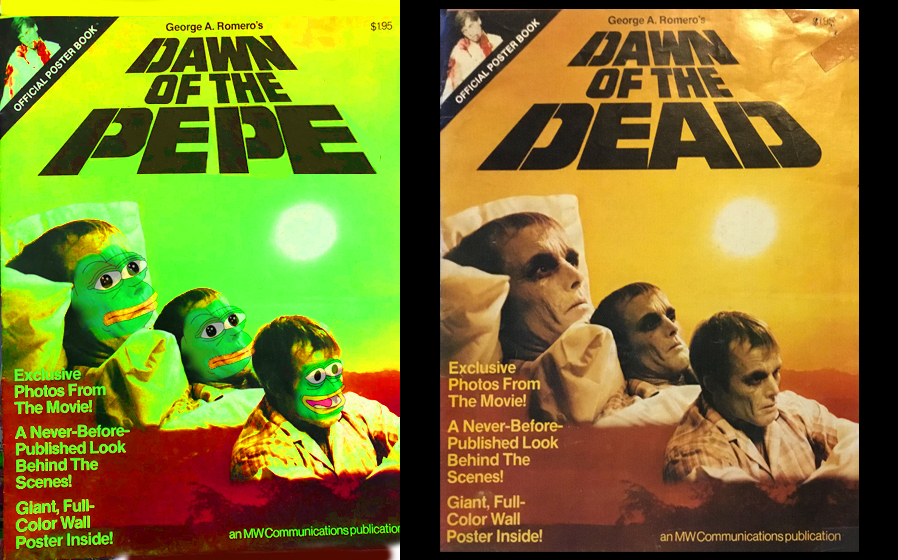 George A. Romero's
$1.95
OFFICIAL POSTER BOOK
DAWN
OF THE
PEPE
Exclusive
Photos From
The Movie!
A Never-Before-
Published Look
Behind The
Scenes!
Giant, Full-
Color Wall
Poster Inside!
an MW Communications publication
George A. Romero's
OFFICIAL POSTER BOOK
DAWN
OF THE
DEAD
Exclusive
Photos From
The Movie!
A Never-Before-
Published Look
Behind The
Scenes!
Giant, Full-
Color Wall
Poster Inside!
an MW Communications publication